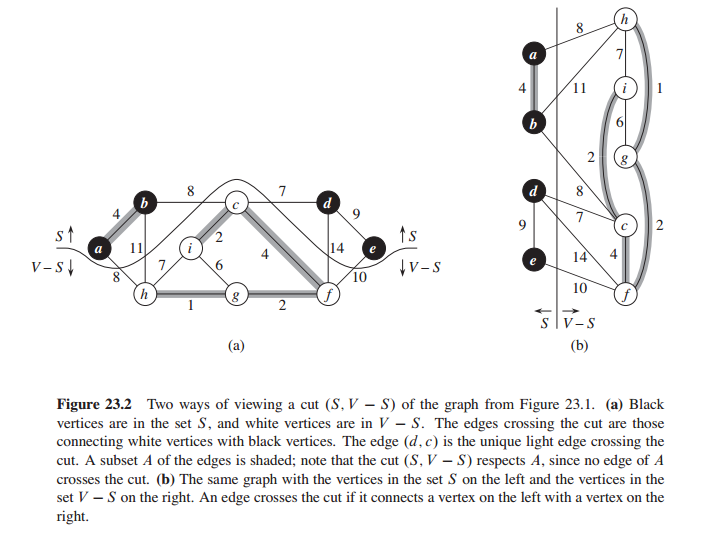 8
h
a
7
4
11
i
1
b
6
2
g
d
8
7
9
c
2
e
14
4
10
f
S V – S
(b)
8
7
b
c
d
4
9
S
2
S
a
11
i
4
14
e
V – S
7
6
V – S
8
10
h
g
f
1
2
(a)
Figure 23.2 Two ways of viewing a cut (S, V – S) of the graph from Figure 23.1. (a) Black
vertices are in the set S, and white vertices are in V – S. The edges crossing the cut are those
connecting white vertices with black vertices. The edge (d, c) is the unique light edge crossing the
cut. A subset A of the edges is shaded; note that the cut (S, V – S) respects A, since no edge of A
crosses the cut. (b) The same graph with the vertices in the set S on the left and the vertices in the
set V – S on the right. An edge crosses the cut if it connects a vertex on the left with a vertex on the
right.